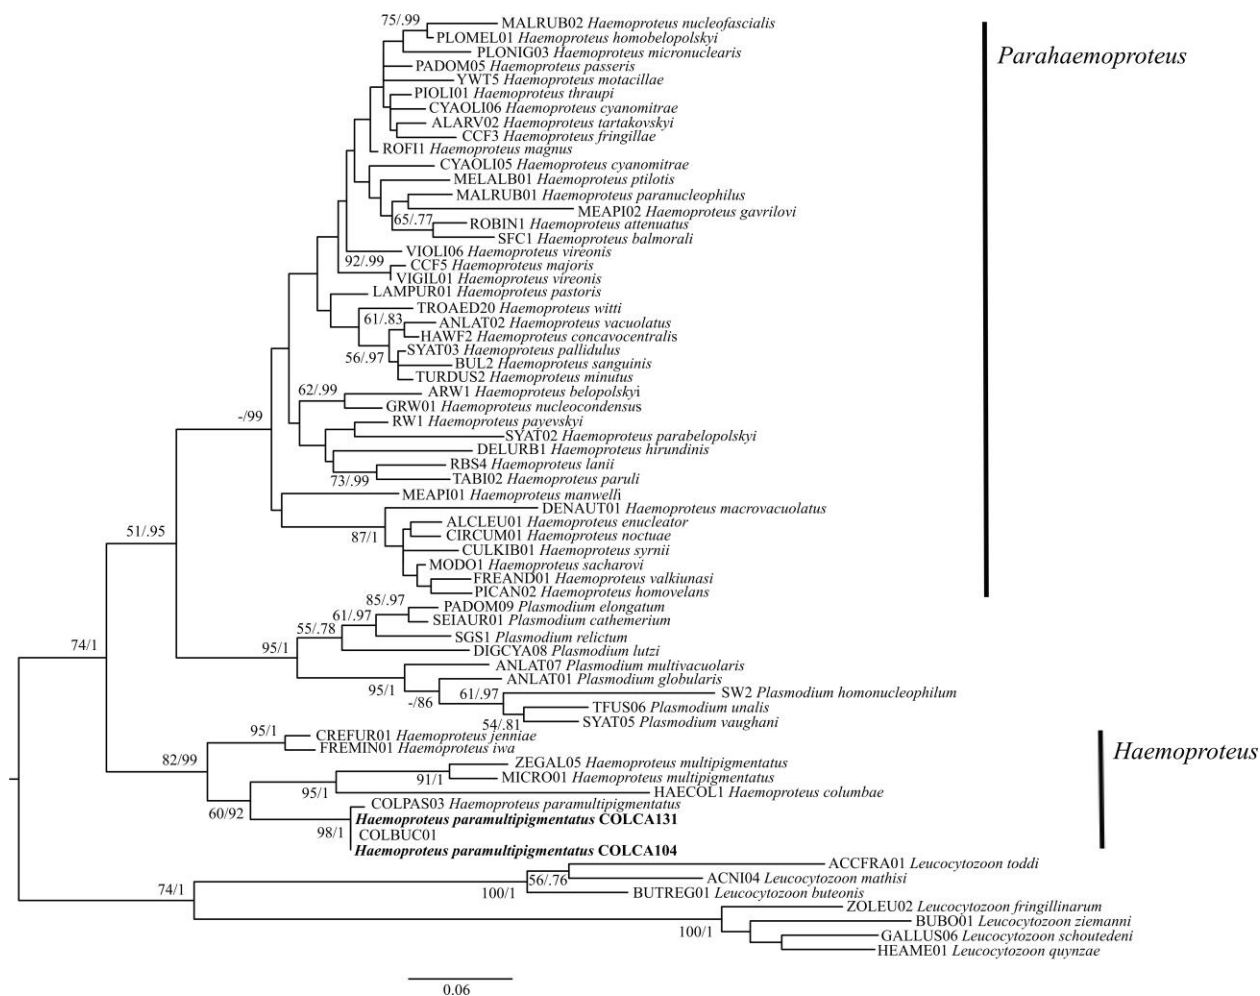 75/.99
MALRUB02 Haemoproteus nucleofascialis
PLOMEL01 Haemoproteus homobelopolskyi
PLONIG03 Haemoproteus micronuclearis
Parahaemoproteus
PADOM05 Haemoproteus passeris
YWT5 Haemoproteus motacillae
PIOLI01 Haemoproteus thraupi
CYAOLI06 Haemoproteus cyanomitrae
ALARV02 Haemoproteus tartakovskyi
CCF3 Haemoproteus fringillae
ROFI1 Haemoproteus magnus
CYAOLI05 Haemoproteus cyanomitrae
MELALB01 Haemoproteus ptilotis
MALRUB01 Haemoproteus paranucleophilus
MEAPI02 Haemoproteus gavrilovi
65/.77
ROBIN1 Haemoproteus attenuatus
SFC1 Haemoproteus balmorali
VIOLI06 Haemoproteus vireonis
92/.99
CCF5 Haemoproteus majoris
VIGIL01 Haemoproteus vireonis
LAMPUR01 Haemoproteus pastoris
TROAED20 Haemoproteus witti
61/.83
ANLAT02 Haemoproteus vacuolatus
HAWF2 Haemoproteus concavocentralis
SYAT03 Haemoproteus pallidulus
56/.97
BUL2 Haemoproteus sanguinis
TURDUS2 Haemoproteus minutus
62/.99
ARW1 Haemoproteus belopolskyi
GRW01 Haemoproteus nucleocondensus
-/99
RW1 Haemoproteus payevskyi
SYAT02 Haemoproteus parabelopolskyi
DELURB1 Haemoproteus hirundinis
RBS4 Haemoproteus lanii
73/.99
TABI02 Haemoproteus paruli
MEAPI01 Haemoproteus manwelli
DENAUT01 Haemoproteus macrovacuolatus
ALCLEU01 Haemoproteus enucleator
51/.95
87/1
CIRCUM01 Haemoproteus noctuae
CULKIB01 Haemoproteus syrnii
MODO1 Haemoproteus sacharovi
FREAND01 Haemoproteus valkiunasi
PICAN02 Haemoproteus homovelans
85/.97
PADOM09 Plasmodium elongatum
61/.97
SEIAUR01 Plasmodium cathemerium
55/.78
SGS1 Plasmodium relictum
74/1
95/1
DIGCYA08 Plasmodium lutzi
ANLAT07 Plasmodium multivacuolaris
ANLAT01 Plasmodium globularis
95/1
61/.97
SW2 Plasmodium homonucleophilum
-/86
TFUS06 Plasmodium unalis
54/.81
SYAT05 Plasmodium vaughani
95/1
CREFUR01 Haemoproteus jenniae
FREMIN01 Haemoproteus iwa
Haemoproteus
82/99
ZEGAL05 Haemoproteus multipigmentatus
91/1
MICRO01 Haemoproteus multipigmentatus
95/1
HAECOL1 Haemoproteus columbae
COLPAS03 Haemoproteus paramultipigmentatus
60/92
Haemoproteus paramultipigmentatus COLCA131
98/1
COLBUC01
Haemoproteus paramultipigmentatus COLCA104
ACCFRA01 Leucocytozoon toddi
56/.76
ACNI04 Leucocytozoon mathisi
74/1
100/1
BUTREG01 Leucocytozoon buteonis
ZOLEU02 Leucocytozoon fringillinarum
BUBO01 Leucocytozoon ziemanni
100/1
GALLUS06 Leucocytozoon schoutedeni
HEAME01 Leucocytozoon quynzae
0.06